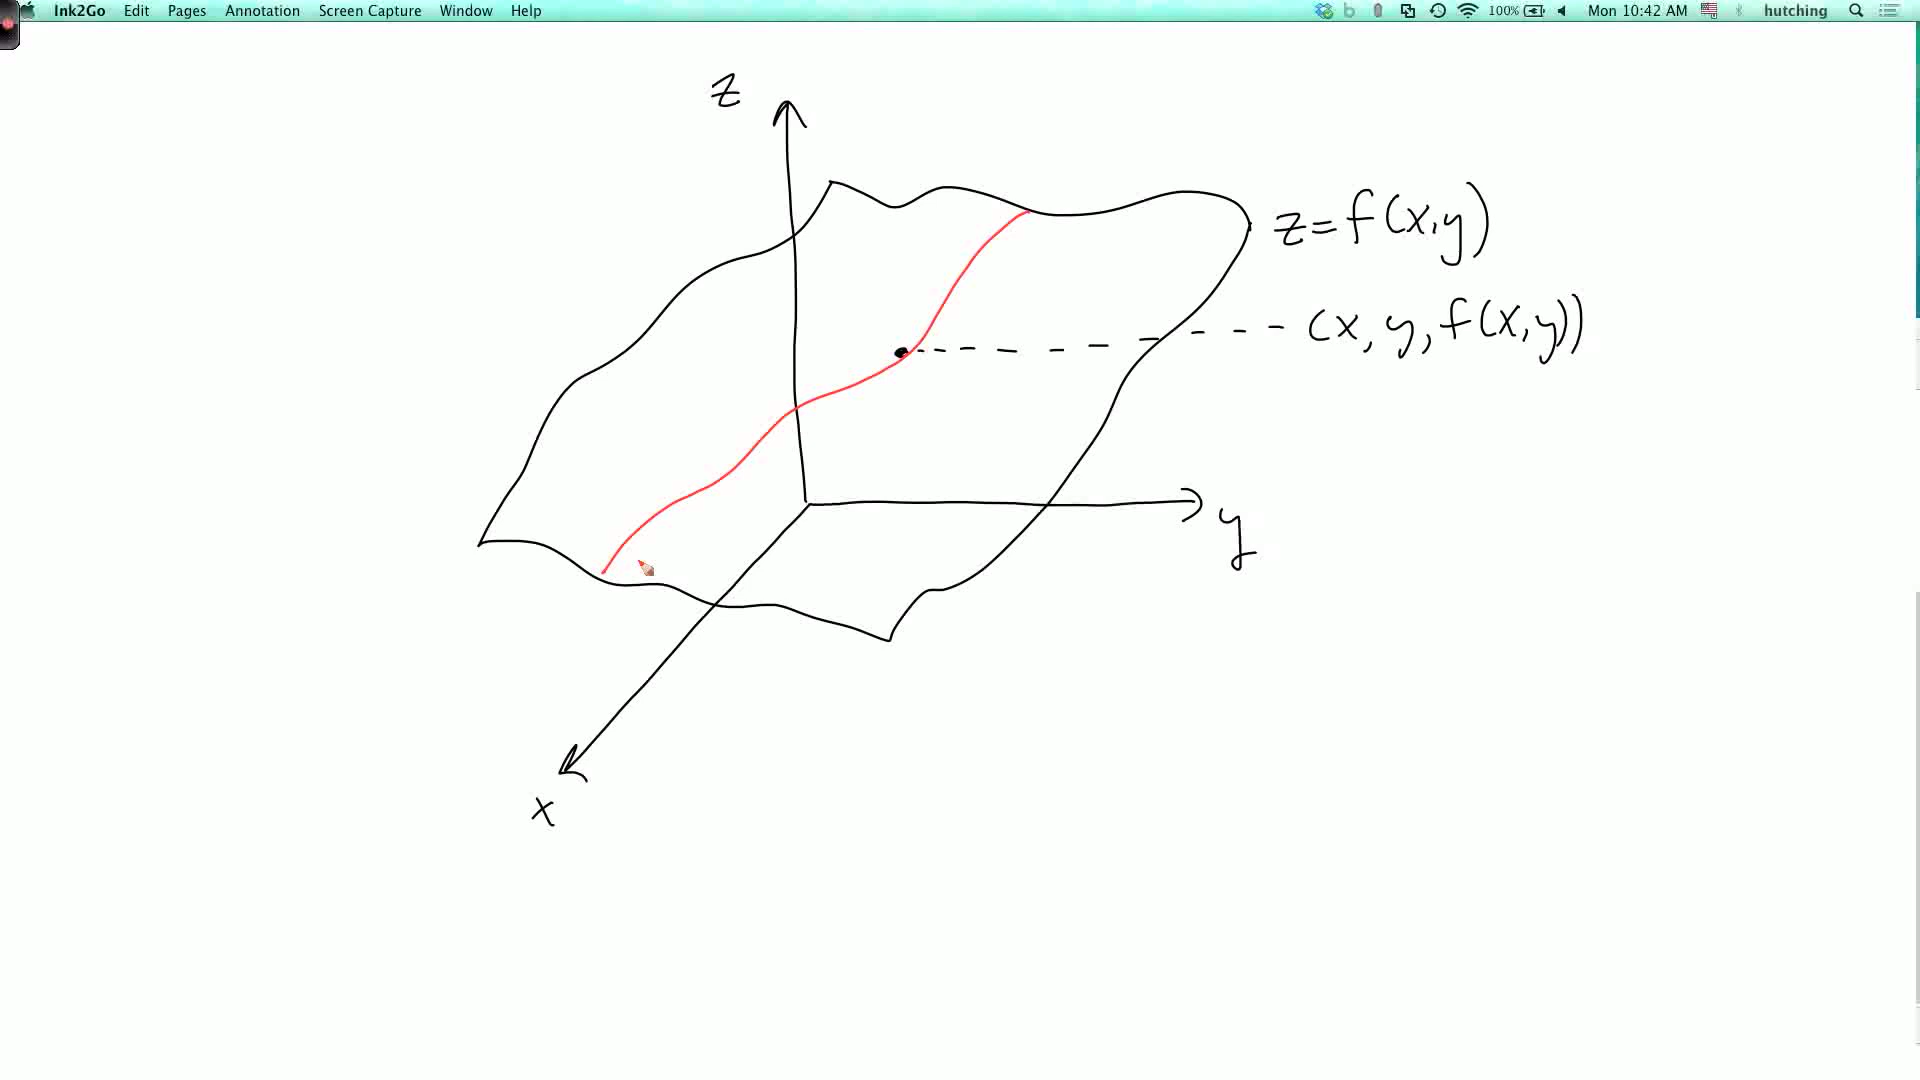 Ink2Go Edit Pages Annotation Screen Capture Window Help 100% Mon 10:42 AM hutching
z
z=f(x,y)
(x, y, f(x,y))
y
x